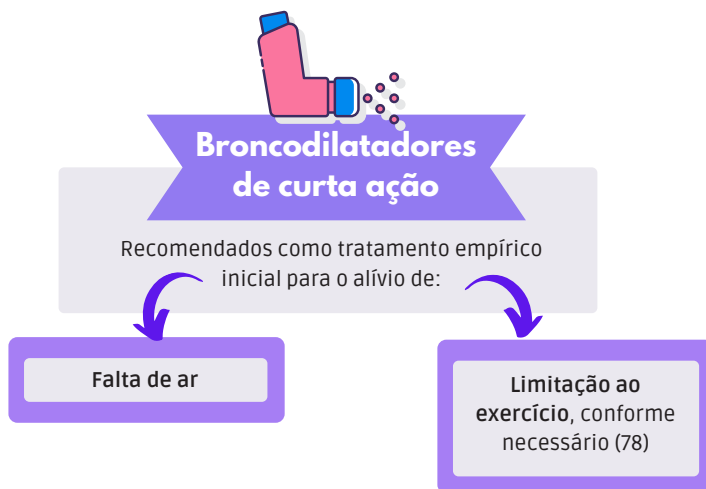 Broncodilatadores
de curta ação
Recomendados como tratamento empírico
inicial para o alívio de:
Falta de ar
Limitação ao
exercício, conforme
necessário (78)